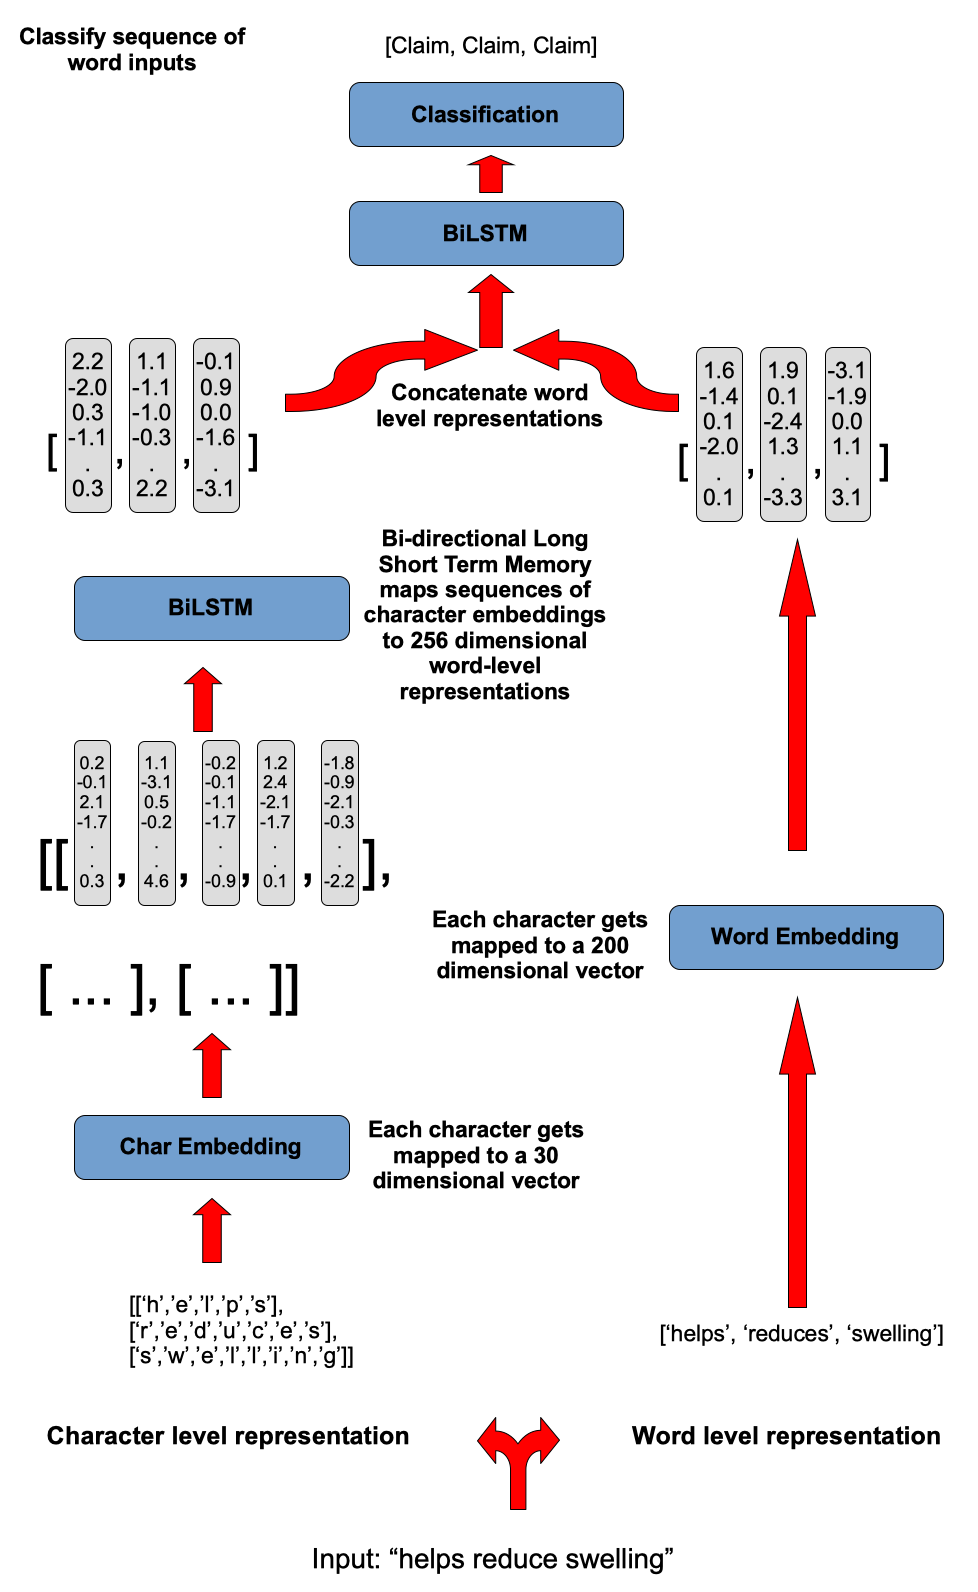 Classify sequence of
word inputs
[Claim, Claim, Claim]
Classification
BiLSTM
Concatenate word
level representations
[
2.2
-2.0
0.3
-1.1
.
0.3
,
1.1
-1.1
-1.0
-0.3
.
2.2
,
-0.1
0.9
0.0
-1.6
.
-3.1
]
[
1.6
-1.4
0.1
-2.0
.
0.1
,
1.9
0.1
-2.4
1.3
.
-3.3
,
-3.1
-1.9
0.0
1.1
.
3.1
]
Bi-directional Long
Short Term Memory
maps sequences of
character embeddings
to 256 dimensional
word-level
representations
BiLSTM
[[
0.2
-0.1
2.1
-1.7
.
.
0.3
,
1.1
-3.1
0.5
-0.2
.
.
4.6
,
-0.2
-0.1
-1.1
-1.7
.
.
-0.9
,
1.2
2.4
-2.1
-1.7
.
.
0.1
,
-1.8
-0.9
-2.1
-0.3
.
.
-2.2
],
[ ... ], [ ... ]]
Each character gets
mapped to a 200
dimensional vector
Word Embedding
Char Embedding
Each character gets
mapped to a 30
dimensional vector
[[‘h’,’e’,’l’,’p’,’s’],
[‘r’,’e’,’d’,’u’,’c’,’e’,’s’],
[‘s’,’w’,’e’,’l’,’l’,’i’,’n’,’g’]]
[‘helps’, ‘reduces’, ‘swelling’]
Character level representation
Word level representation
Input: “helps reduce swelling”